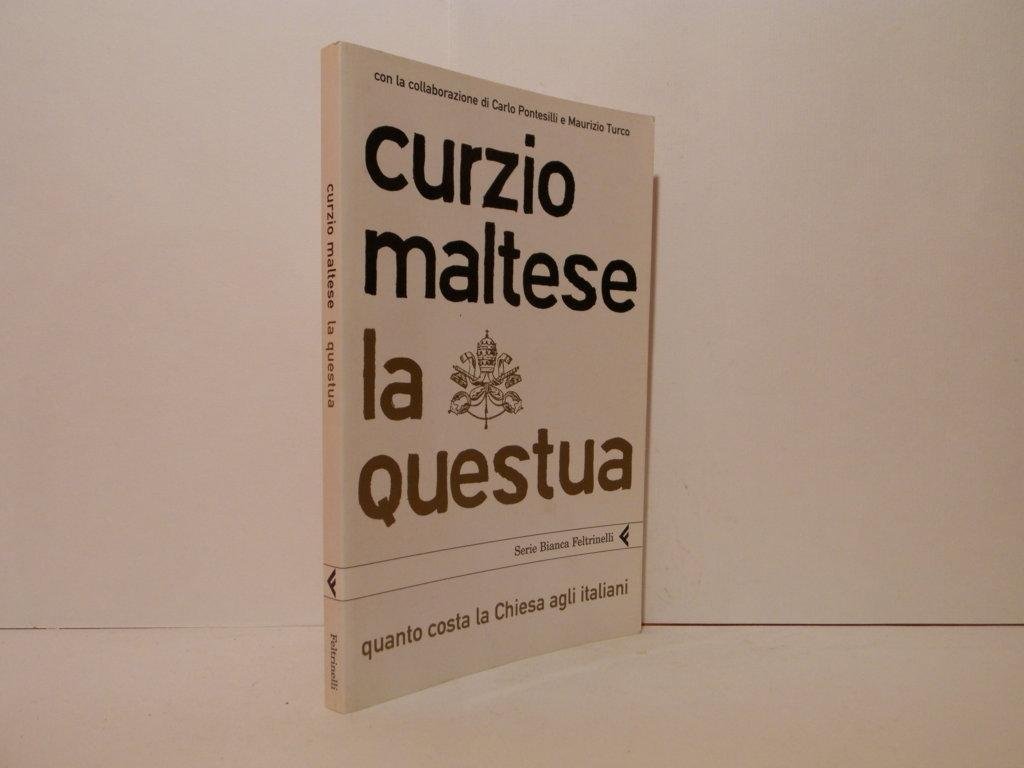 con la collaborazione di Carlo Pontesilli e Maurizio Turco
curzio
maltese
la
questua
Serie Bianca Feltrinelli
quanto costa la Chiesa agli italiani
curzio maltese la questua
Feltrinelli